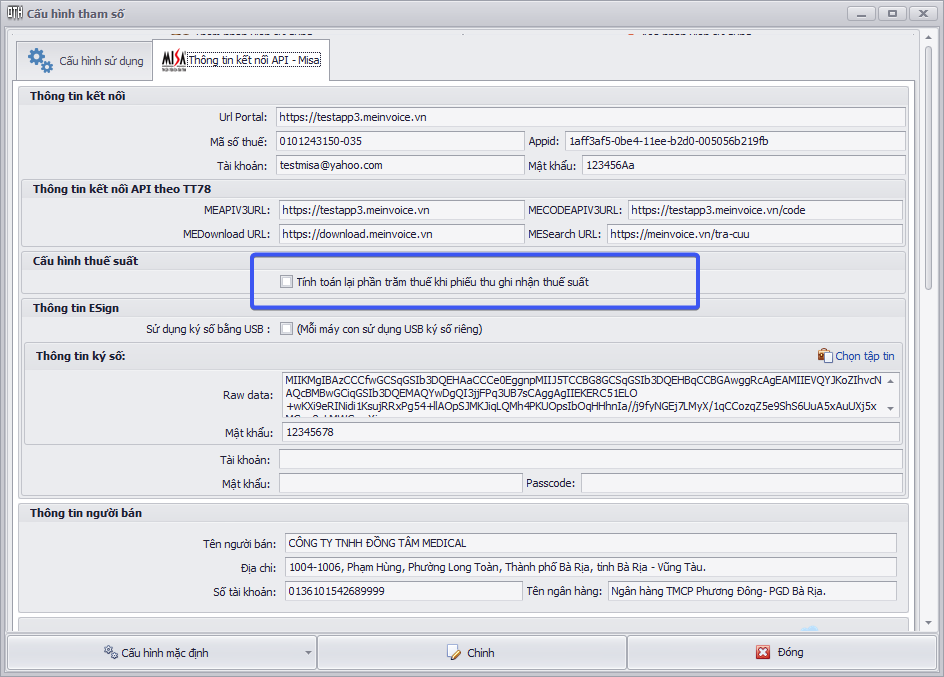 Cấu hình tham số
Cấu hình sử dụng
MISA
Thông tin kết nối API - Misa
Thông tin kết nối
Url Portal: https://testapp3.meinvoice.vn
Mã số thuế: 0101243150-035 Appid: 1aff3af5-0be4-11ee-b2d0-005056b219fb
Tài khoản: testmisa@yahoo.com Mật khẩu: 123456Aa
Thông tin kết nối API theo TT78
MEAPIV3URL: https://testapp3.meinvoice.vn MECODEAPIV3URL: https://testapp3.meinvoice.vn/code
MEDownload URL: https://download.meinvoice.vn MESearch URL: https://meinvoice.vn/tra-cuu
Cấu hình thuế suất
Tính toán lại phần trăm thuế khi phiếu thu ghi nhận thuế suất
Thông tin ESign
Sử dụng ký số bằng USB : (Mỗi máy con sử dụng USB ký số riêng)
Thông tin ký số: Chọn tập tin
Raw data: MIIKMgIBAzCCCfwGCSqGSIb3DQEHAaCCCe0EggnpMIIJ5TCCBG8GCSqGSIb3DQEHBqCCBGAwggRcAgEAMIIEVQYJKoZIhvcN
AQcBMBwGCiqGSIb3DQEMAQYwDgQI3jjFPq3UB7sCAggAgIIEKERC51ELO
+wKXi9eRINidi1KsujRRxPg54+llAOpSJMKJiqLQMh4PKUOpsIbOqHHhnIa//j9fyNGEj7LMyX/1qCCozqZ5e9ShS6UuA5xAuUXj5x
Mật khẩu: 12345678
Tài khoản:
Mật khẩu: Passcode:
Thông tin người bán
Tên người bán: CÔNG TY TNHH ĐỒNG TÂM MEDICAL
Địa chỉ: 1004-1006, Phạm Hùng, Phường Long Toàn, Thành phố Bà Rịa, tỉnh Bà Rịa - Vũng Tàu.
Số tài khoản: 0136101542689999 Tên ngân hàng: Ngân hàng TMCP Phương Đông- PGD Bà Rịa.
Cấu hình mặc định Chỉnh Đóng